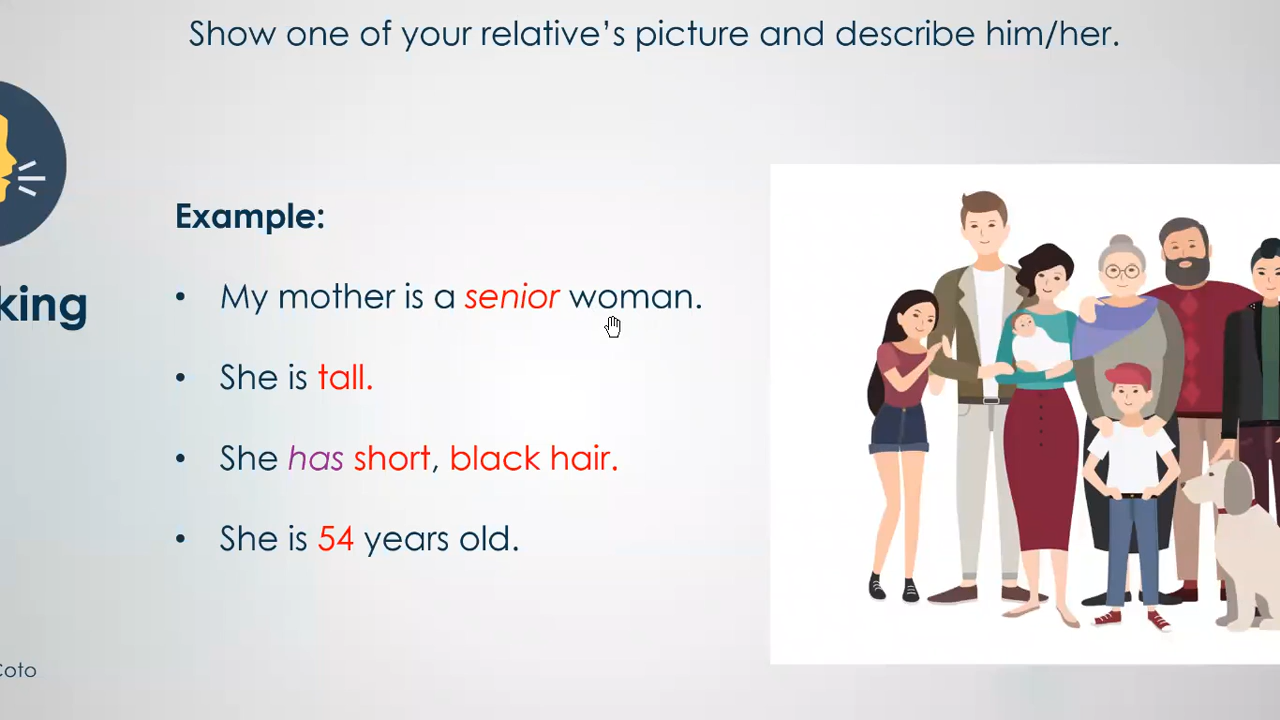 Show one of your relative’s picture and describe him/her.
Example:
• My mother is a senior woman.
king
• She is tall.
• She has short, black hair.
• She is 54 years old.
Coto